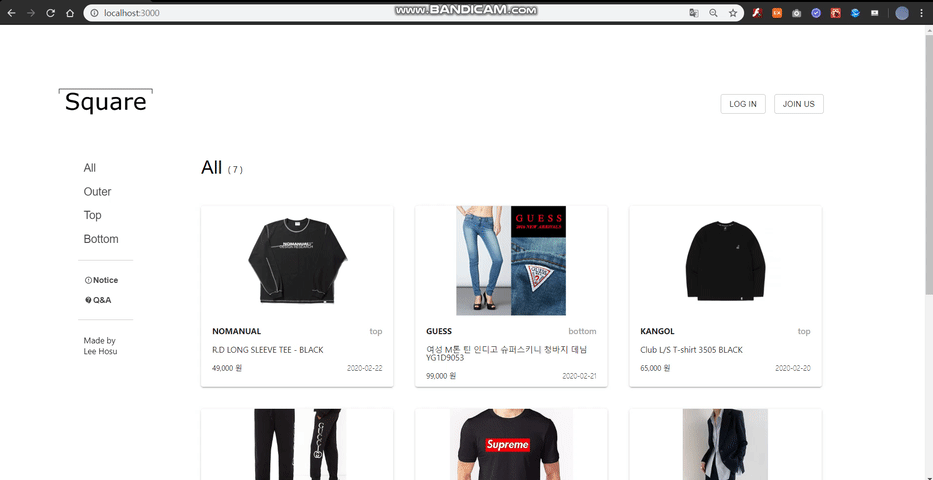 localhost:3000
www.BANDICAM.com
Square
LOG IN
JOIN US
All
Outer
Top
Bottom
Notice
Q&A
Made by
Lee Hosu
All ( 7 )
NOMANUAL
NOMANUAL
top
R.D LONG SLEEVE TEE - BLACK
49,000 원
2020-02-22
GUESS
GUESS
bottom
여성 M톤 틴 인디고 슈퍼스키니 청바지 데님
YG1D9053
99,000 원
2020-02-21
KANGOL
top
Club L/S T-shirt 3505 BLACK
65,000 원
2020-02-20
Supreme